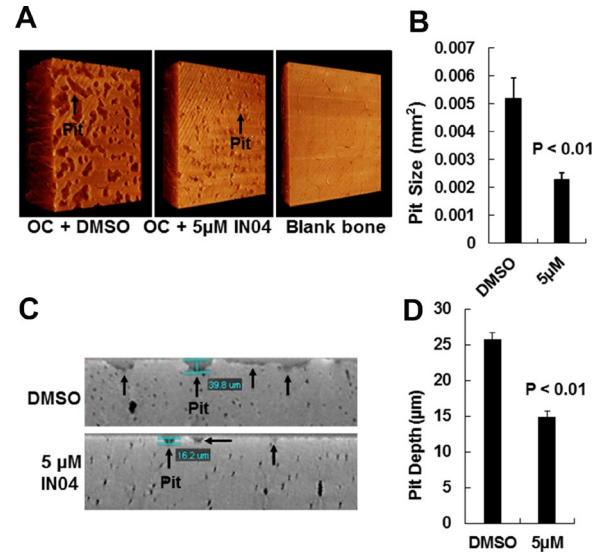 A
Pit
Pit
OC + DMSO
OC + 5µM IN04
Blank bone
B
Pit Size (mm²)
0.007
0.006
0.005
0.004
0.003
0.002
0.001
0
P < 0.01
DMSO
5µM
C
DMSO
39.8 um
Pit
5 µM
IN04
16.2 um
Pit
D
Pit Depth (µm)
30
25
20
15
10
5
0
P < 0.01
DMSO
5µM